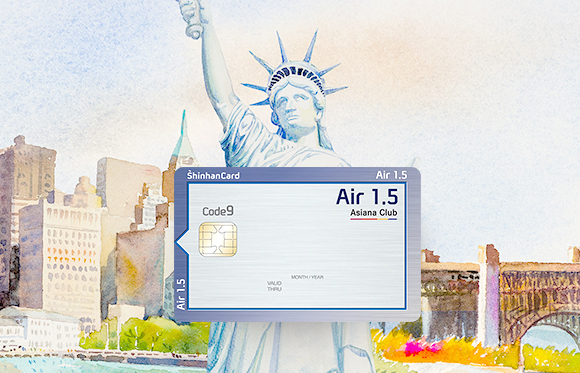 ShinhanCard
Air 1.5
Air 1.5
Asiana Club
Code9
MONTH / YEAR
VALID
THRU
Air 1.5